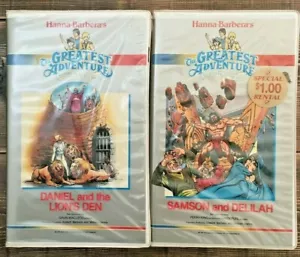 Hanna-Barbera's
The GREATEST
ADVENTURE
DANIEL and the
LION'S DEN
Hanna-Barbera's
The GREATEST
ADVENTURE
SPECIAL
$1.00
RENTAL
SAMSON and DELILAH